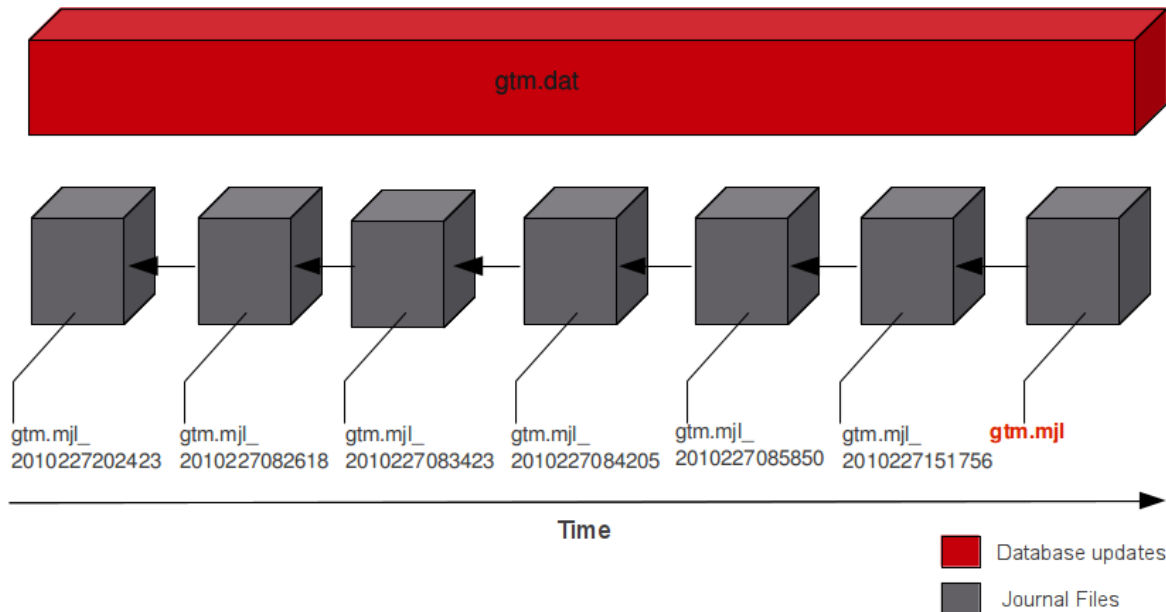 gtm.dat
gtm.mjl_
2010227202423
gtm.mjl_
2010227082618
gtm.mjl_
2010227083423
gtm.mjl_
2010227084205
gtm.mjl_
2010227085850
gtm.mjl_
2010227151756
gtm.mjl
Time
Database updates
Journal Files